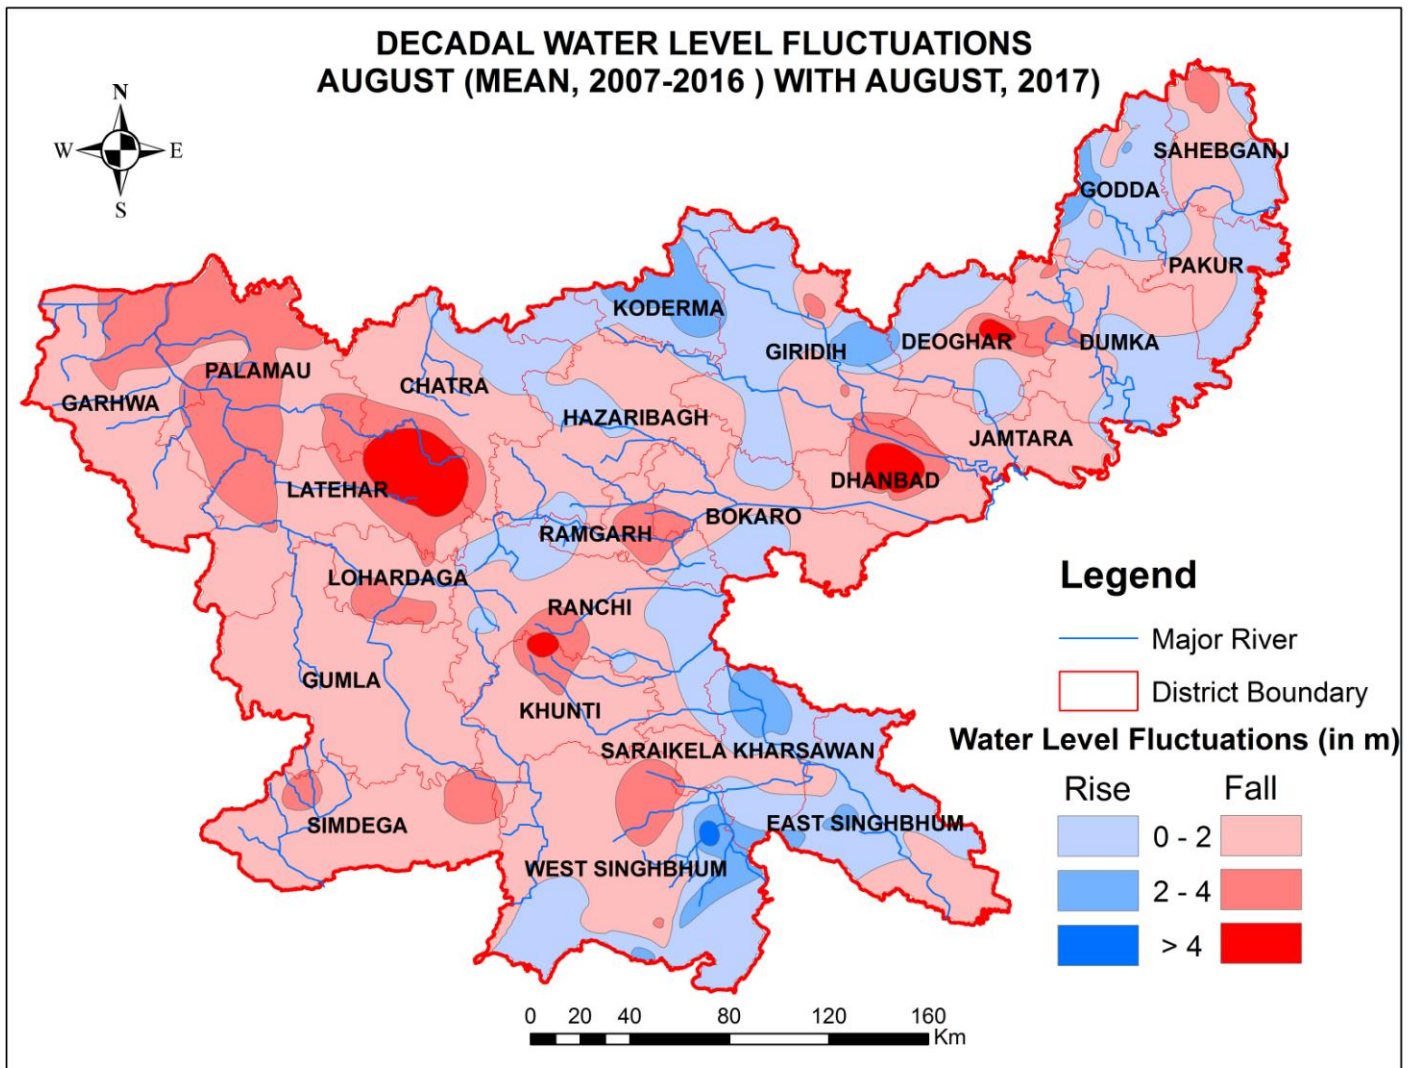 DECADAL WATER LEVEL FLUCTUATIONS
AUGUST (MEAN, 2007-2016 ) WITH AUGUST, 2017)
N
W E
S
SAHEBGANJ
GODDA
PAKUR
KODERMA
GIRIDIH
DEOGHAR
DUMKA
PALAMAU
CHATRA
GARHWA
HAZARIBAGH
JAMTARA
LATEHAR
DHANBAD
BOKARO
RAMGARH
LOHARDAGA
RANCHI
GUMLA
KHUNTI
SARAIKELA KHARSAWAN
SIMDEGA
EAST SINGHBHUM
WEST SINGHBHUM
Legend
Major River
District Boundary
Water Level Fluctuations (in m)
Rise Fall
0 - 2
2 - 4
> 4
0 20 40 80 120 160
Km